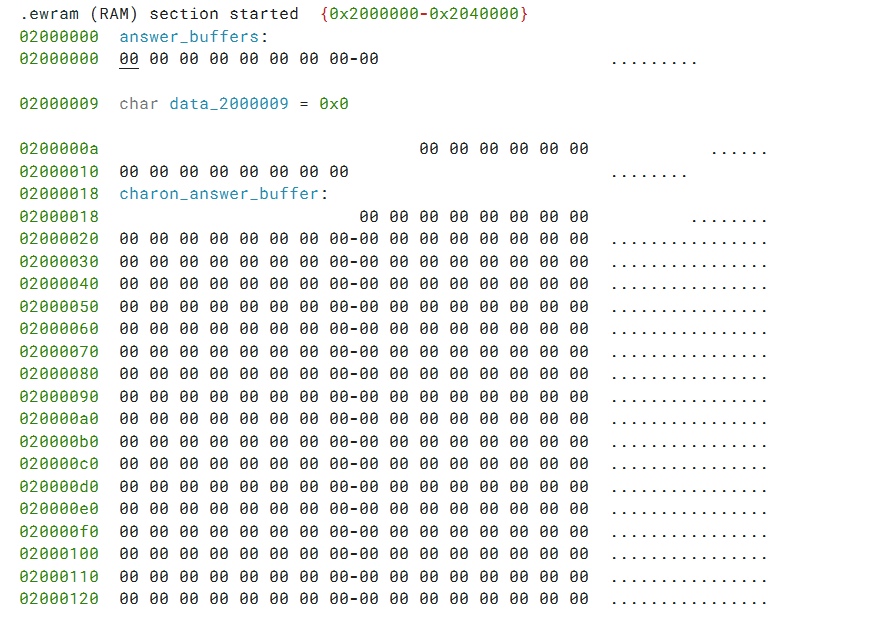 .ewram (RAM) section started  {0x2000000-0x2040000}
02000000  answer_buffers:
02000000  00 00 00 00 00 00 00 00-00                       .........
02000009  char data_2000009 = 0x0
0200000a                                00 00 00 00 00 00            ......
02000010  00 00 00 00 00 00 00 00                          ........
02000018  charon_answer_buffer:
02000018                          00 00 00 00 00 00 00 00          ........
02000020  00 00 00 00 00 00 00 00-00 00 00 00 00 00 00 00  ................
02000030  00 00 00 00 00 00 00 00-00 00 00 00 00 00 00 00  ................
02000040  00 00 00 00 00 00 00 00-00 00 00 00 00 00 00 00  ................
02000050  00 00 00 00 00 00 00 00-00 00 00 00 00 00 00 00  ................
02000060  00 00 00 00 00 00 00 00-00 00 00 00 00 00 00 00  ................
02000070  00 00 00 00 00 00 00 00-00 00 00 00 00 00 00 00  ................
02000080  00 00 00 00 00 00 00 00-00 00 00 00 00 00 00 00  ................
02000090  00 00 00 00 00 00 00 00-00 00 00 00 00 00 00 00  ................
020000a0  00 00 00 00 00 00 00 00-00 00 00 00 00 00 00 00  ................
020000b0  00 00 00 00 00 00 00 00-00 00 00 00 00 00 00 00  ................
020000c0  00 00 00 00 00 00 00 00-00 00 00 00 00 00 00 00  ................
020000d0  00 00 00 00 00 00 00 00-00 00 00 00 00 00 00 00  ................
020000e0  00 00 00 00 00 00 00 00-00 00 00 00 00 00 00 00  ................
020000f0  00 00 00 00 00 00 00 00-00 00 00 00 00 00 00 00  ................
02000100  00 00 00 00 00 00 00 00-00 00 00 00 00 00 00 00  ................
02000110  00 00 00 00 00 00 00 00-00 00 00 00 00 00 00 00  ................
02000120  00 00 00 00 00 00 00 00-00 00 00 00 00 00 00 00  ................